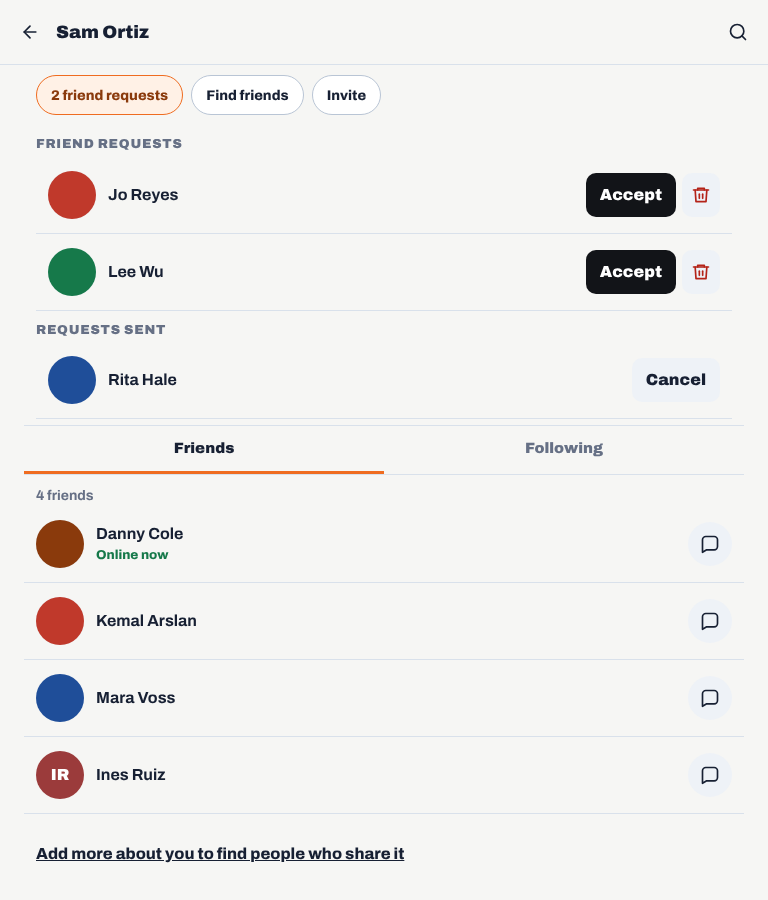 Sam Ortiz
2 friend requests
Find friends
Invite
FRIEND REQUESTS
Jo Reyes
Accept
Lee Wu
Accept
REQUESTS SENT
Rita Hale
Cancel
Friends
Following
4 friends
Danny Cole
Online now
Kemal Arslan
Mara Voss
IR
Ines Ruiz
Add more about you to find people who share it